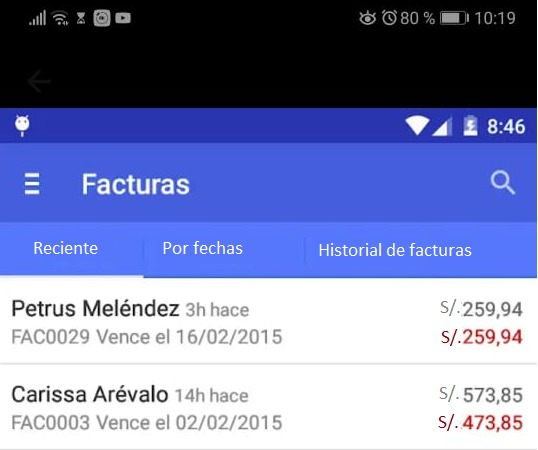 80 % 10:19
8:46
Facturas
Reciente Por fechas Historial de facturas
Petrus Meléndez 3h hace S/.259,94
FAC0029 Vence el 16/02/2015 S/.259,94
Carissa Arévalo 14h hace S/. 573,85
FAC0003 Vence el 02/02/2015 S/.473,85